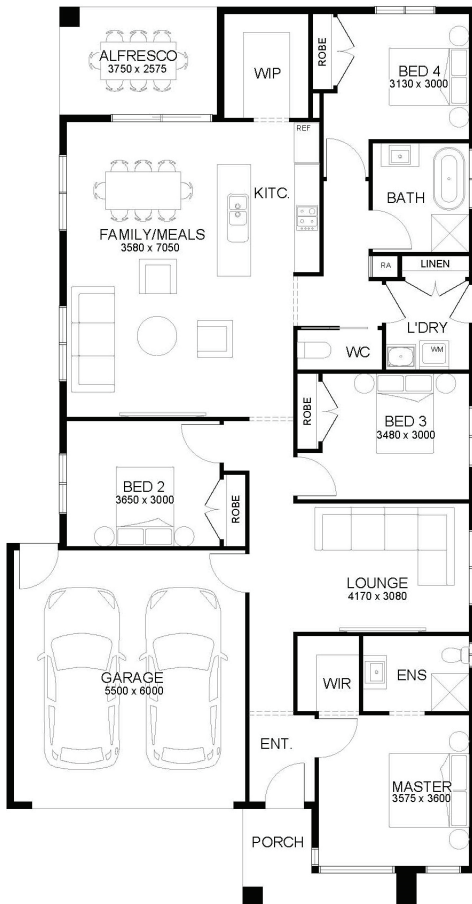 ALFRESCO
3750 x 2575
WIP
ROBE
BED 4
3130 x 3000
REF
KITC.
BATH
FAMILY/MEALS
3580 x 7050
RA
LINEN
L'DRY
WM
WC
ROBE
BED 3
3480 x 3000
BED 2
3650 x 3000
ROBE
LOUNGE
4170 x 3080
GARAGE
5500 x 6000
WIR
ENS
ENT.
MASTER
3575 x 3600
PORCH